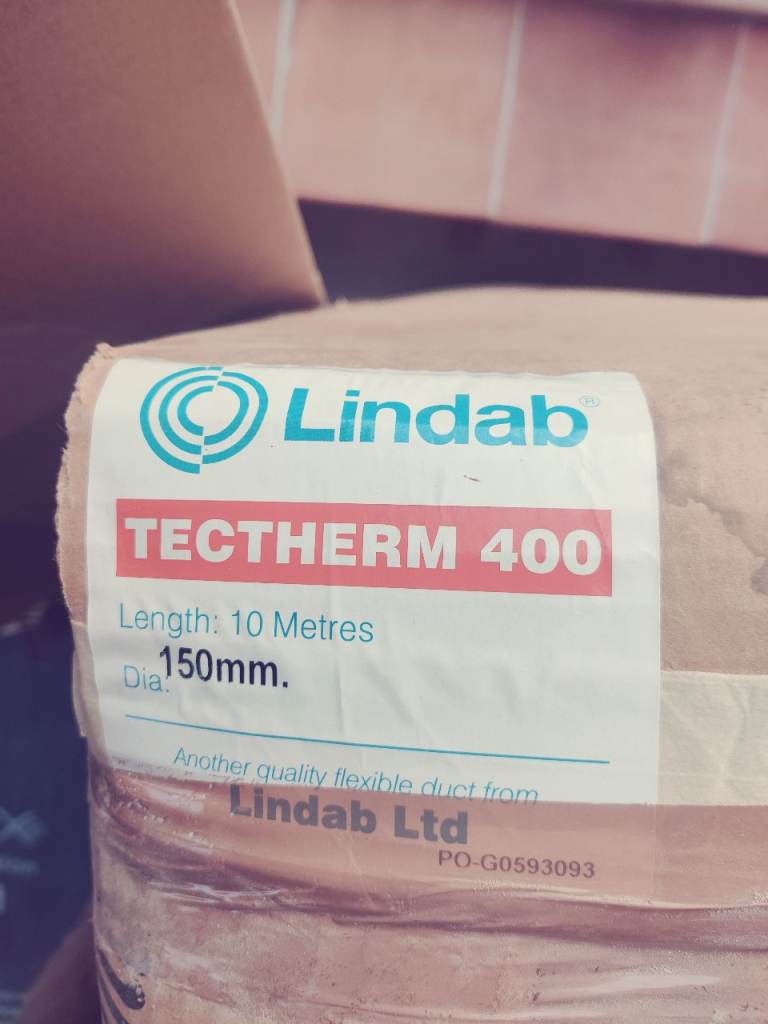 Lindab®
TECTHERM 400
Length: 10 Metres
Dia: 150mm.
Another quality flexible duct from
Lindab Ltd
PO-G0593093